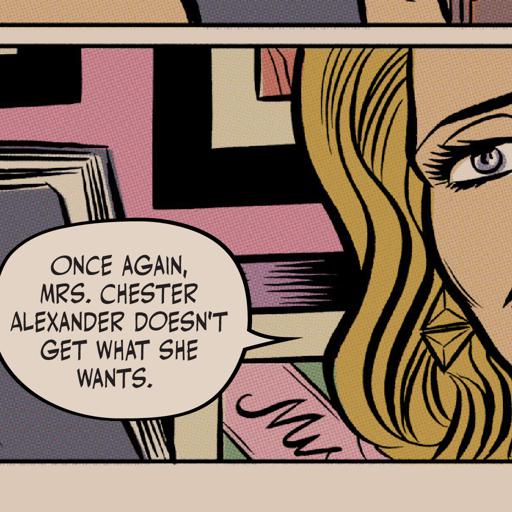 ONCE AGAIN,
MRS. CHESTER
ALEXANDER DOESN'T
GET WHAT SHE
WANTS.